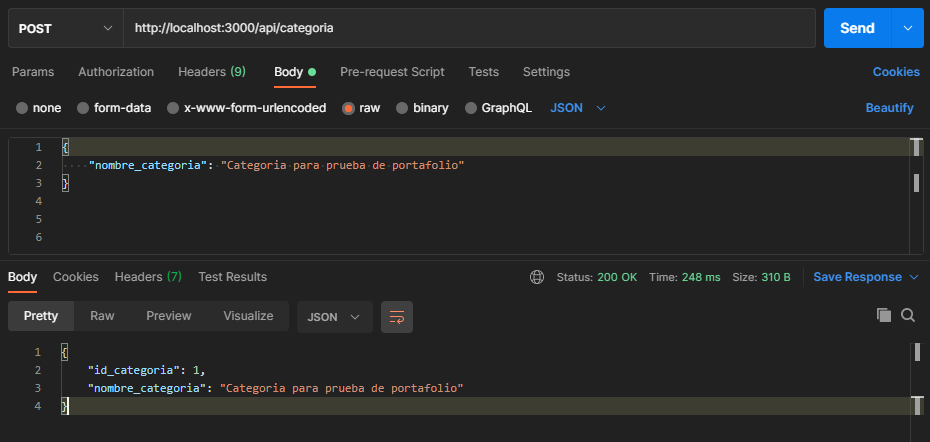 POST http://localhost:3000/api/categoria Send
Params Authorization Headers (9) Body Pre-request Script Tests Settings Cookies
none form-data x-www-form-urlencoded raw binary GraphQL JSON Beautify
1 {
2 "nombre_categoria": "Categoria para prueba de portafolio"
3 }
4
5
6
Body Cookies Headers (7) Test Results Status: 200 OK Time: 248 ms Size: 310 B Save Response
Pretty Raw Preview Visualize JSON
1 {
2 "id_categoria": 1,
3 "nombre_categoria": "Categoria para prueba de portafolio"
4 }